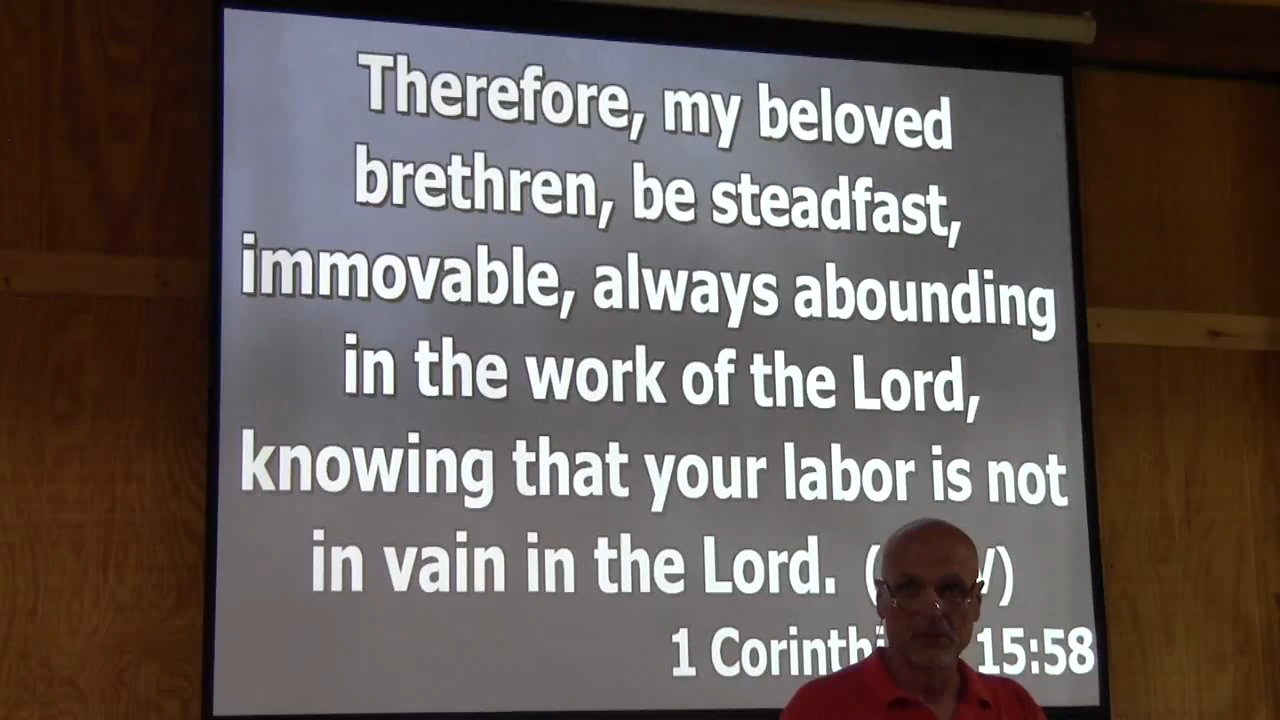 Therefore, my beloved
brethren, be steadfast,
immovable, always abounding
in the work of the Lord,
knowing that your labor is not
in vain in the Lord.
1 15:58